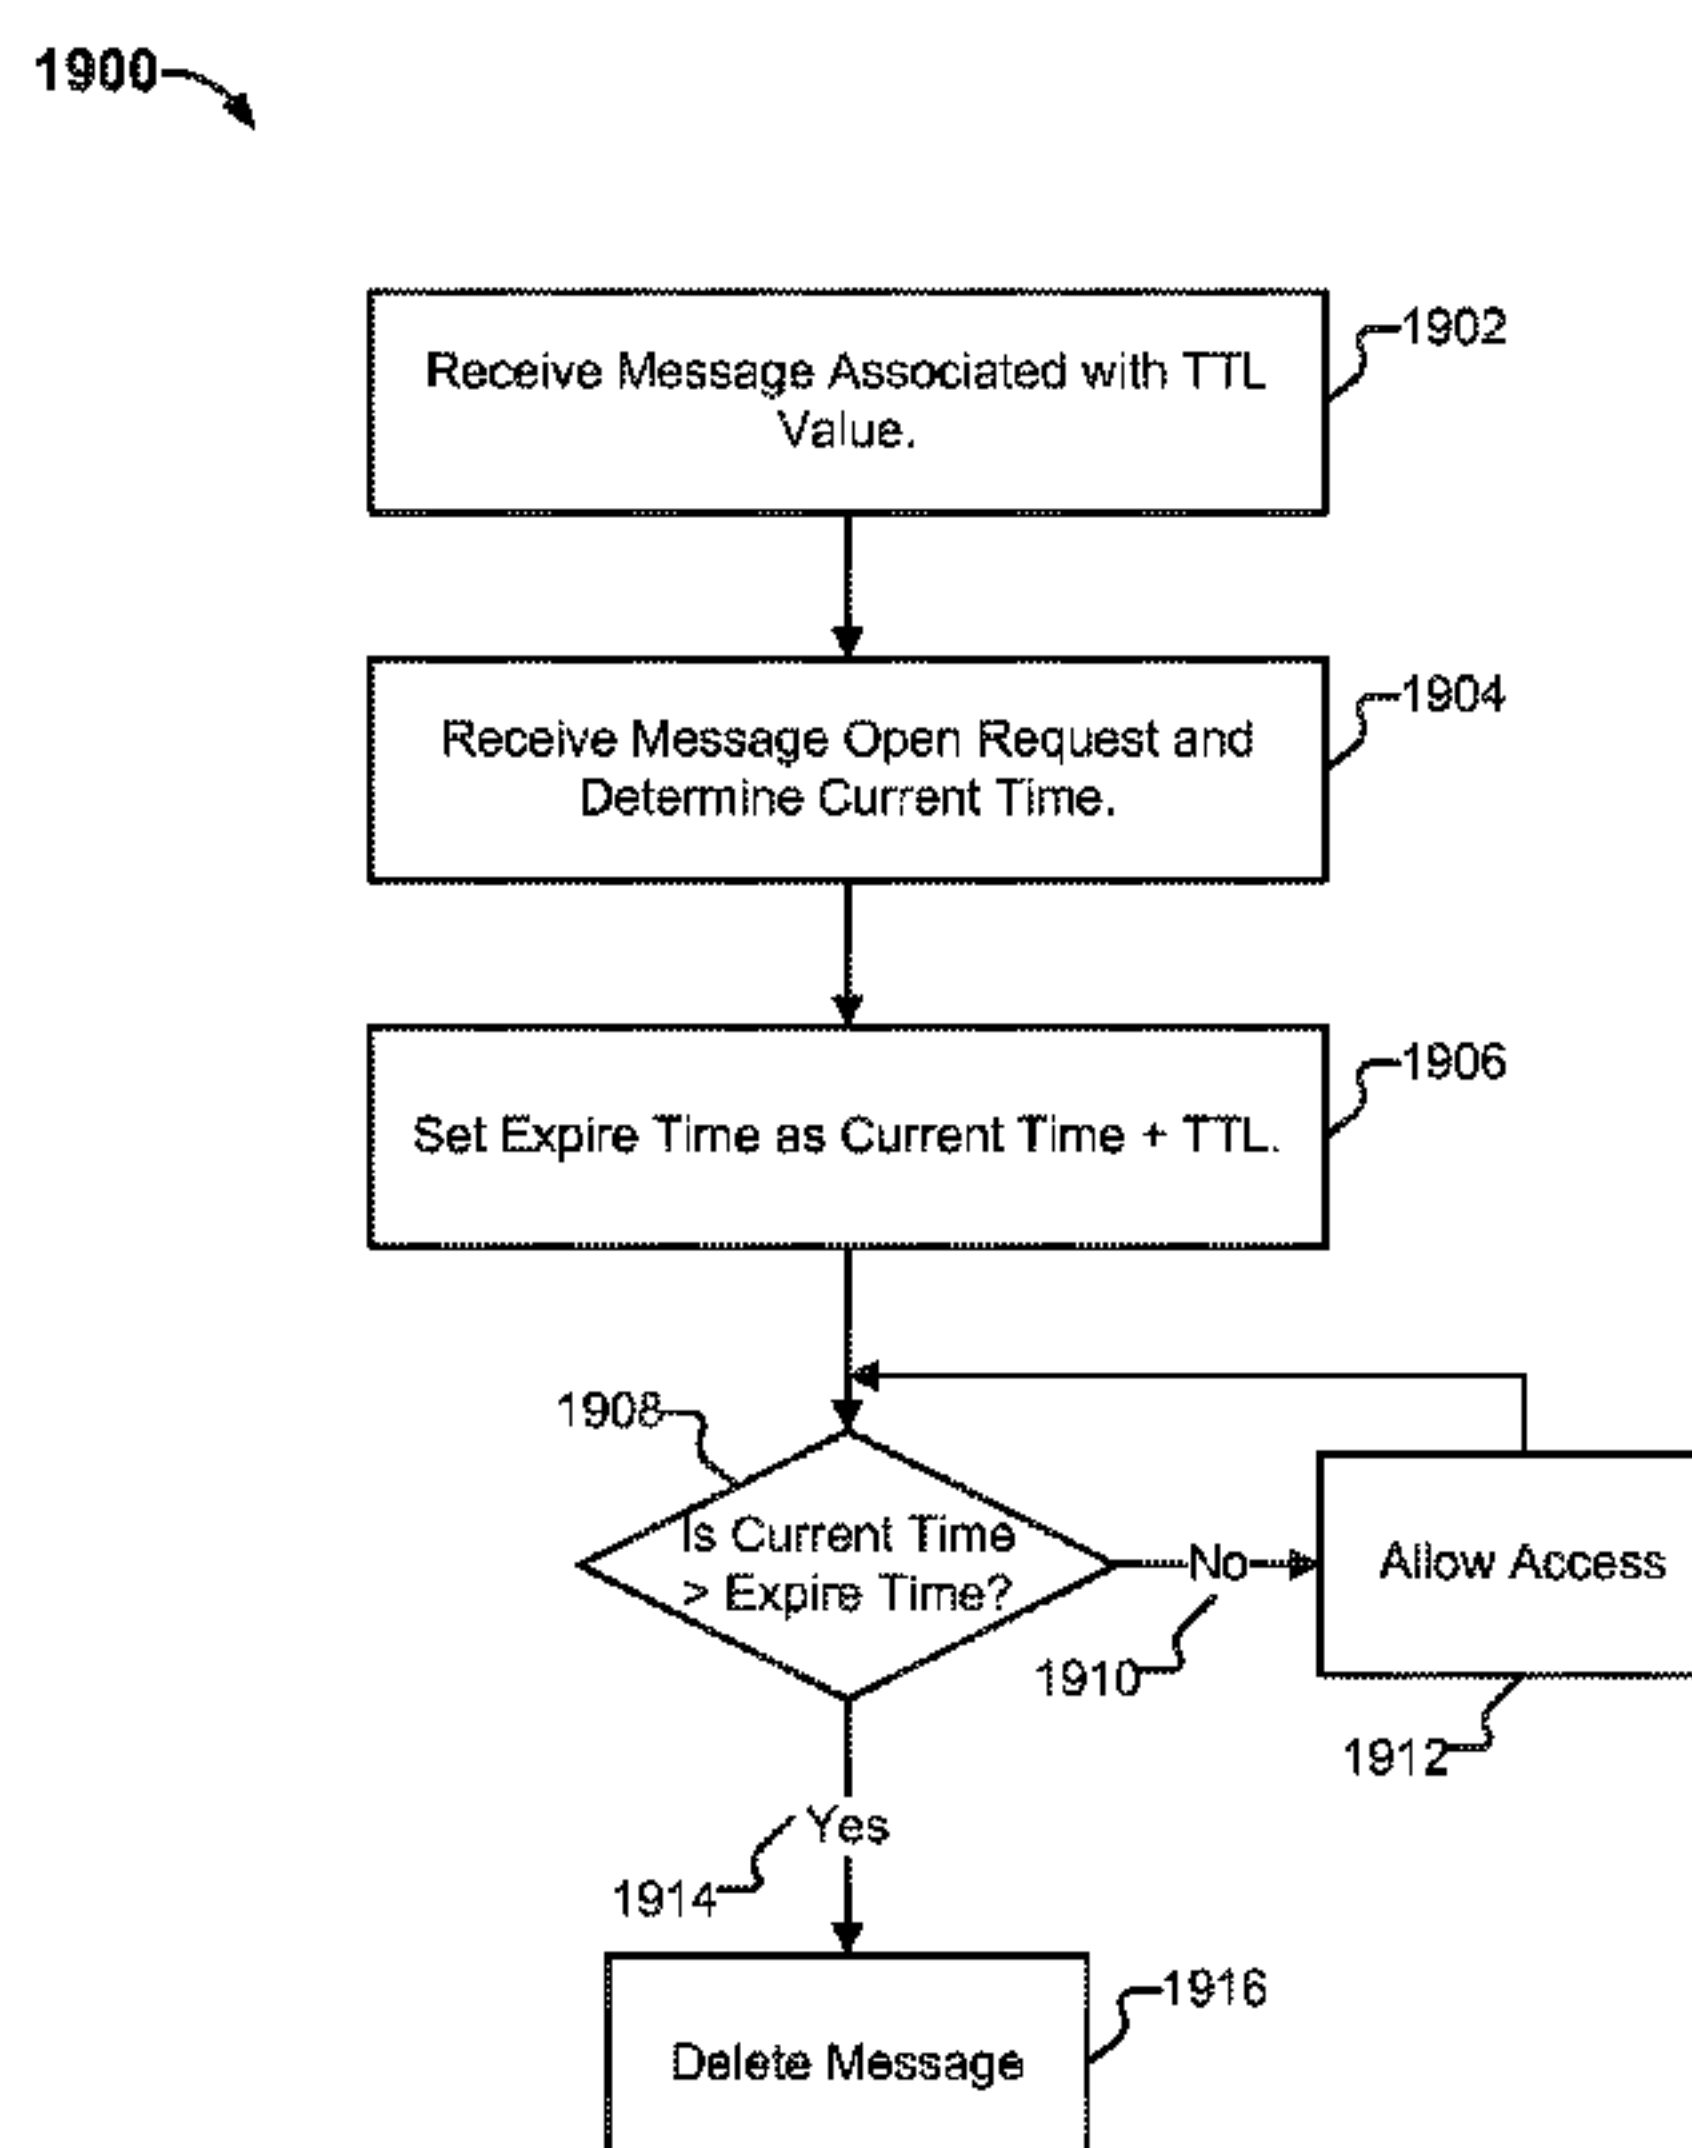 1900
Receive Message Associated with TTL
Value.
1902
Receive Message Open Request and
Determine Current Time.
1904
Set Expire Time as Current Time + TTL.
1906
1908
Is Current Time
> Expire Time?
No
1910
Allow Access
1912
Yes
1914
Delete Message
1916